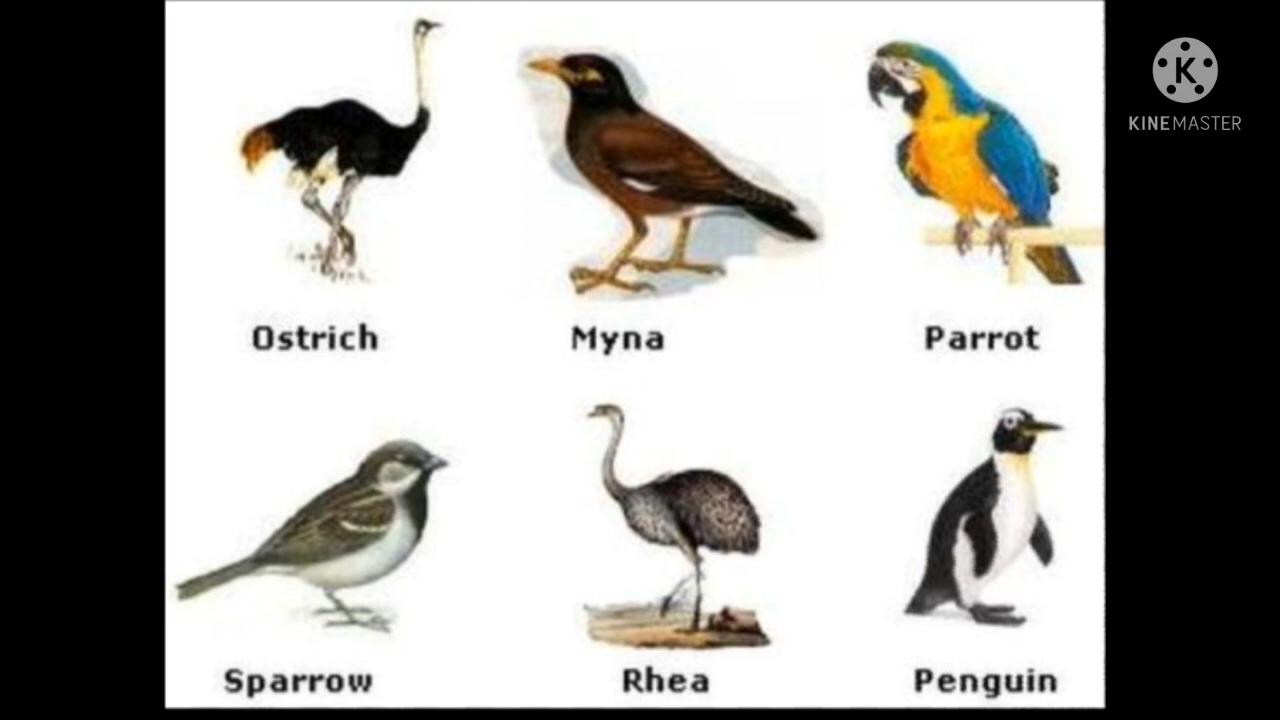 KINEMASTER
Ostrich
Myna
Parrot
Sparrow
Rhea
Penguin